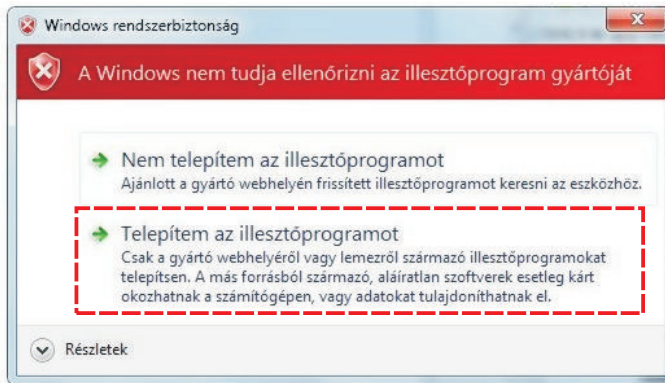 Windows rendszerbiztonság
A Windows nem tudja ellenőrizni az illesztőprogram gyártóját
Nem telepítem az illesztőprogramot
Ajánlott a gyártó webhelyén frissített illesztőprogramot keresni az eszközhöz.
Telepítem az illesztőprogramot
Csak a gyártó webhelyéről vagy lemezről származó illesztőprogramokat
telepítsen. A más forrásból származó, aláíratlan szoftverek esetleg kárt
okozhatnak a számítógépen, vagy adatokat tulajdoníthatnak el.
Részletek